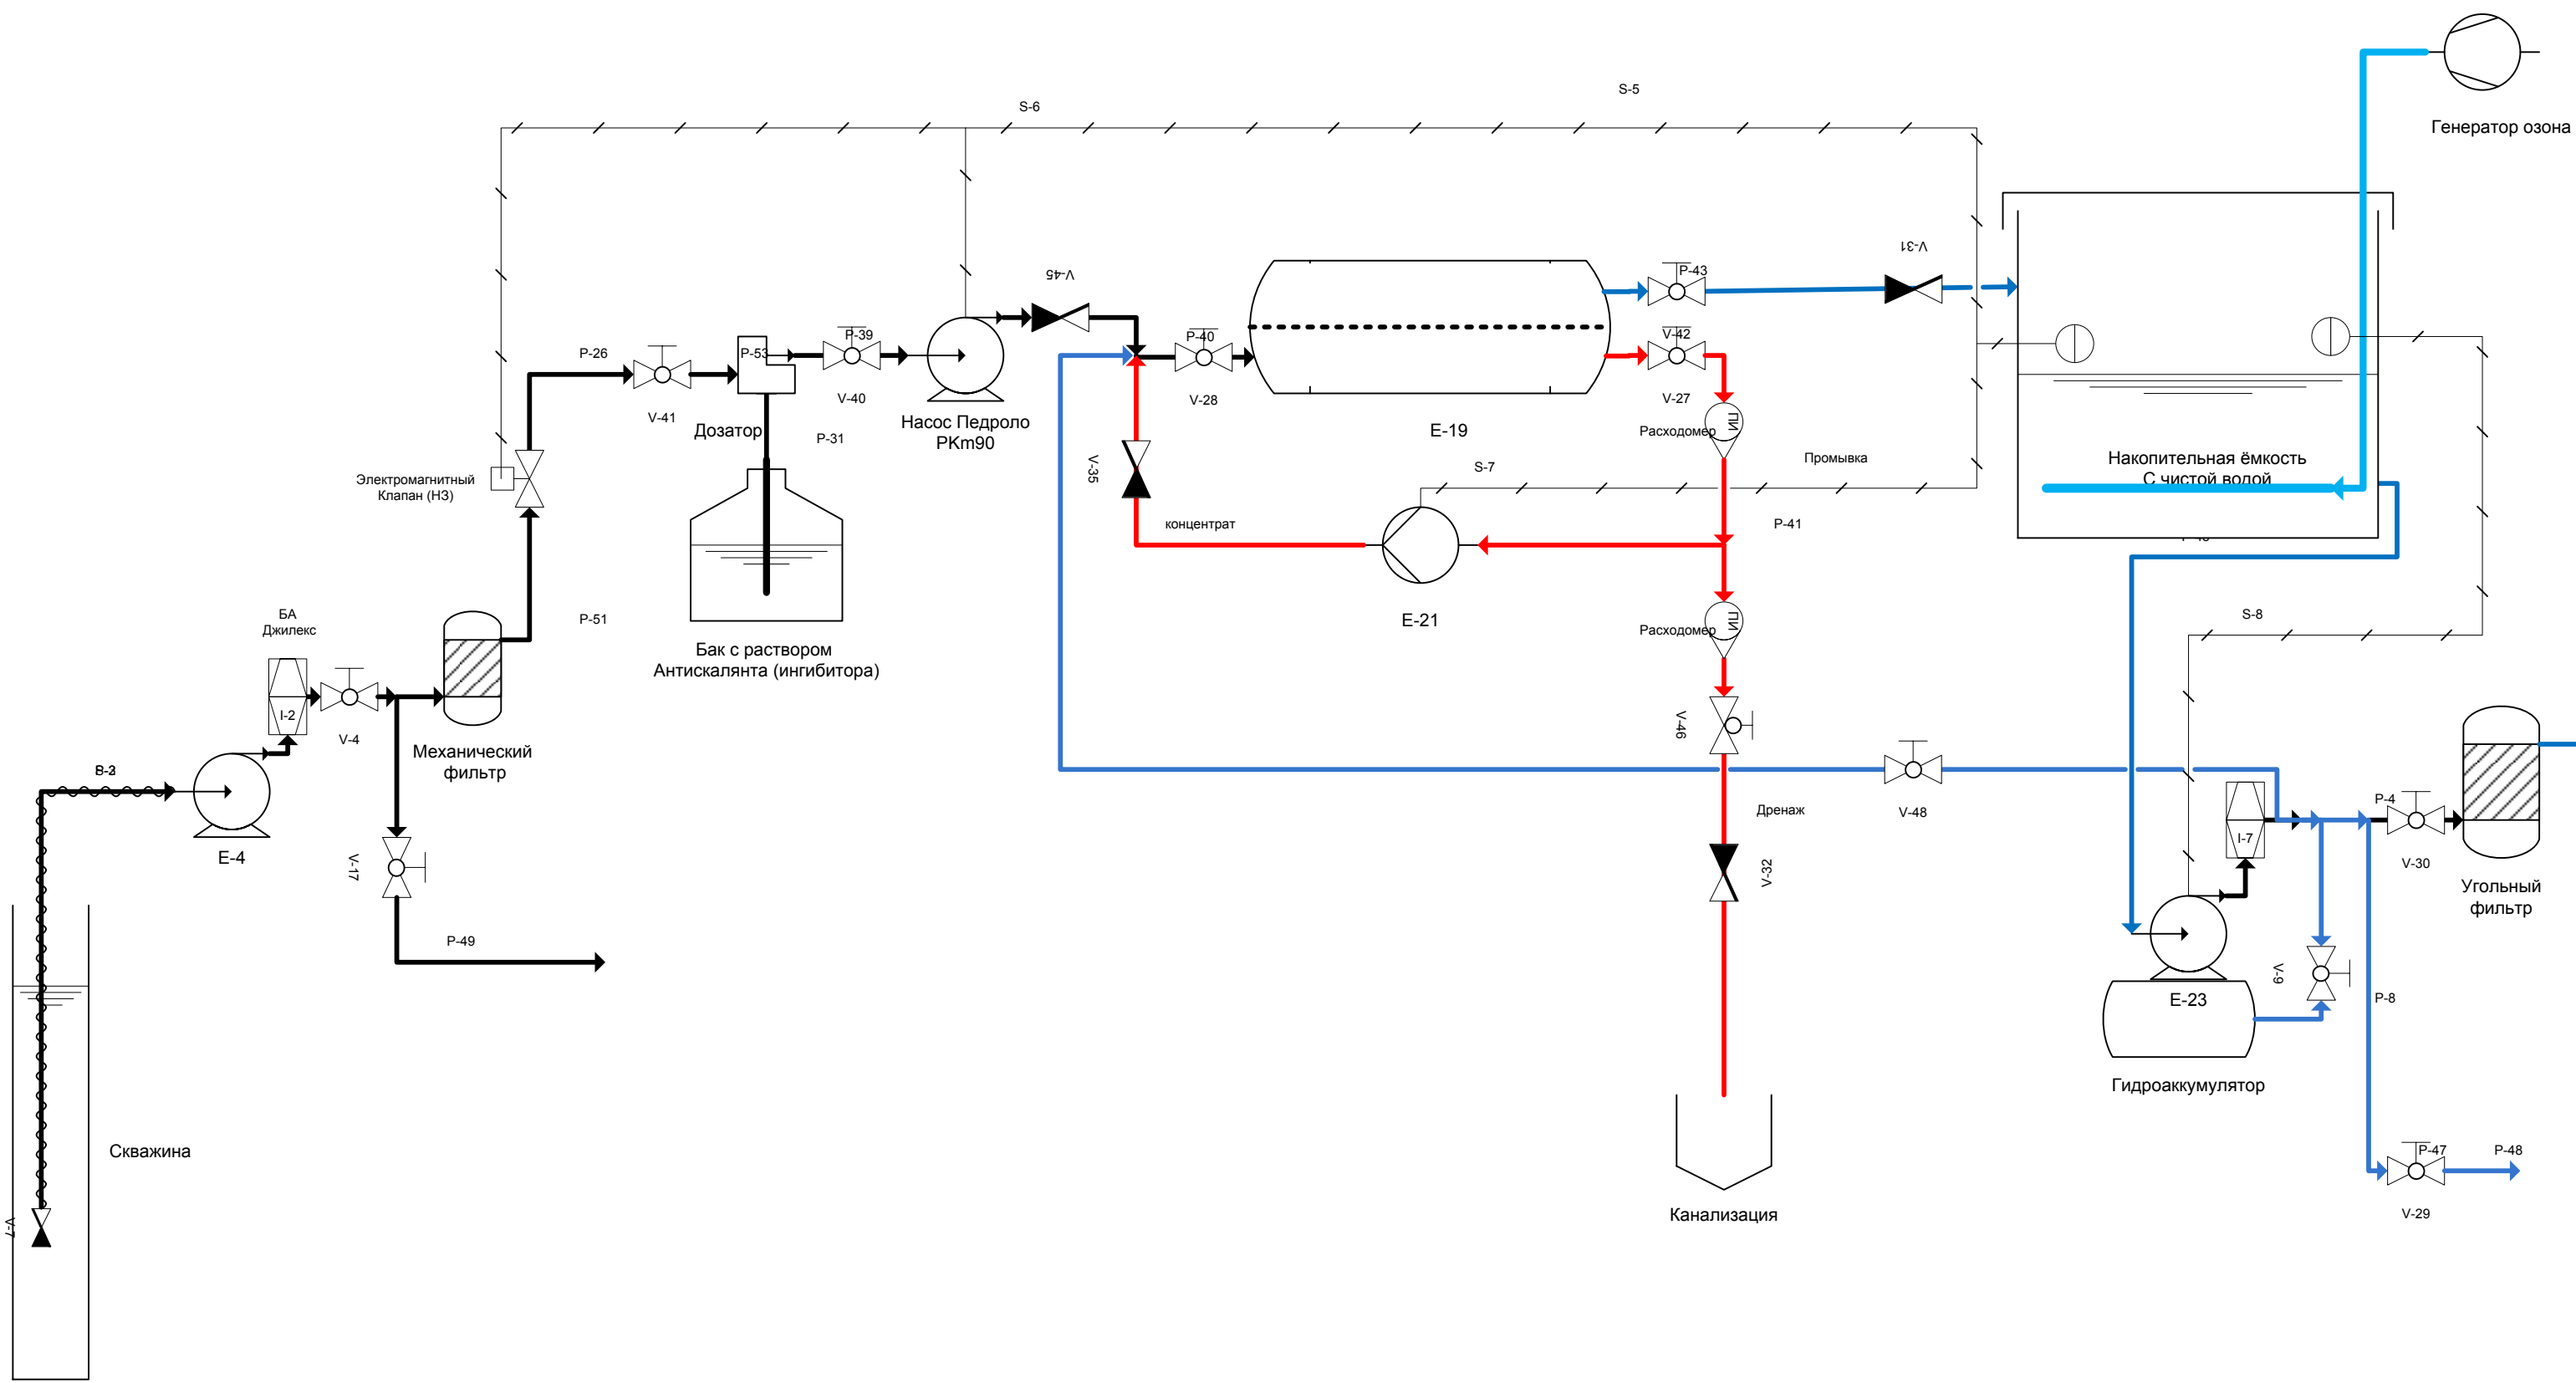 Генератор озона
S-5
S-6
V-31
V-45
P-43
P-40
V-42
P-39
P-53
P-26
V-41
V-40
V-28
V-27
Дозатор
P-31
Насос Педроло
PKm90
E-19
Расходомер
ПИ
Промывка
S-7
V-35
Электромагнитный
Клапан (НЗ)
Накопительная ёмкость
С чистой водой
концентрат
P-41
E-21
БА
Джилекс
P-51
Бак с раствором
Антискалянта (ингибитора)
Расходомер
ПИ
S-8
I-2
V-4
Механический
фильтр
V-46
E-4
V-17
P-49
Дренаж
V-48
V-32
I-7
P-4
V-30
Угольный
фильтр
V-9
E-23
P-8
Гидроаккумулятор
Скважина
V-7
Канализация
P-47
P-48
V-29